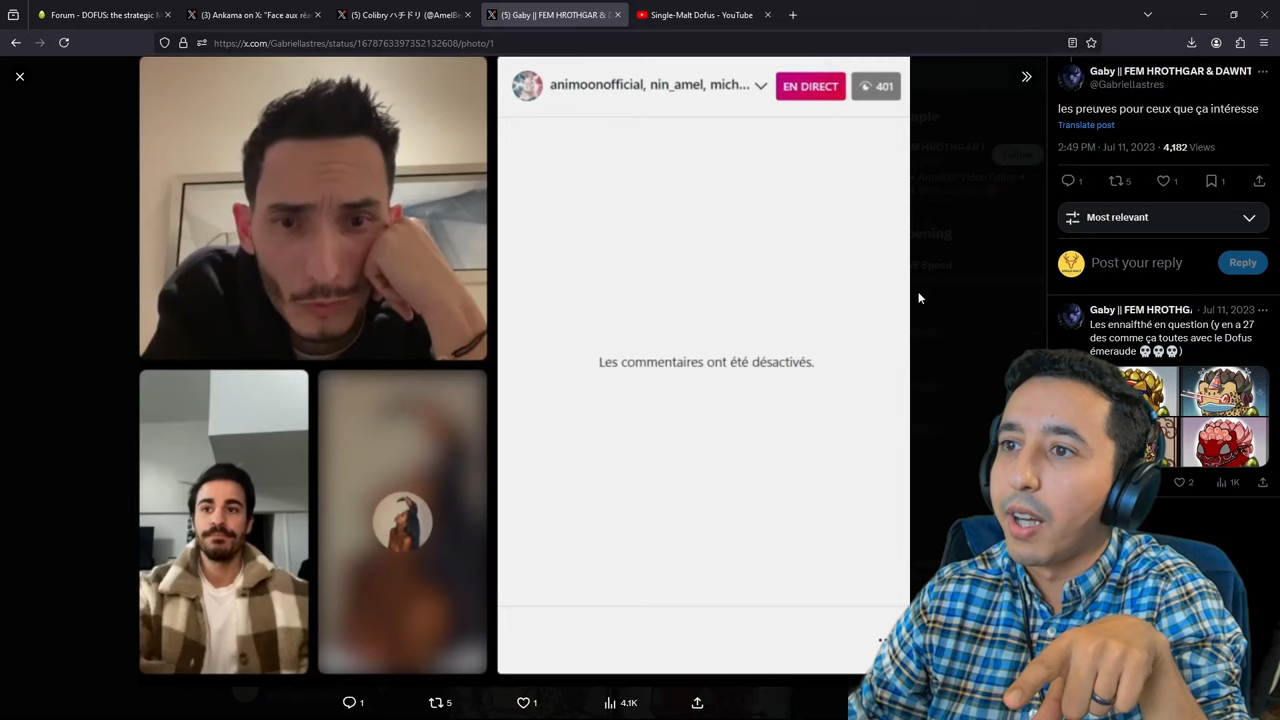 Forum - DOFUS: the strategic M
(3) Ankama on X: "Face aux réa
(5) Colibry ハチドリ (@AmelBe
(5) Gaby || FEM HROTHGAR & D
Single-Malt Dofus - YouTube
https://x.com/Gabriellastres/status/1678763397352132608/photo/1
animoonofficial, nin_amel, mich...
EN DIRECT
401
Les commentaires ont été désactivés.
Gaby || FEM HROTHGAR & DAWNT
@Gabriellastres
les preuves pour ceux que ça intéresse
Translate post
2:49 PM · Jul 11, 2023 · 4,182 Views
1 5 1 1
Most relevant
Post your reply
Reply
Gaby || FEM HROTHG. · Jul 11, 2023 ···
Les ennaifthé en question (y en a 27
des comme ça toutes avec le Dofus
émeraude 💀💀💀)
2 1K
1 5 1 4.1K